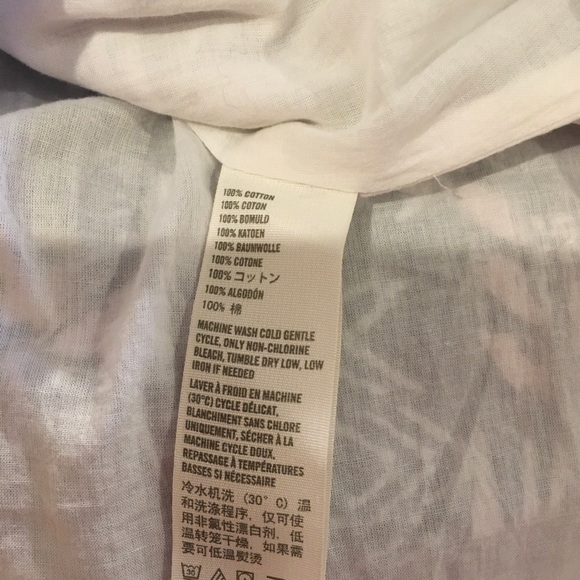 100% COTTON
100% COTON
100% BOMULD
100% KATOEN
100% BAUMWOLLE
100% COTONE
100% コットン
100% ALGODÓN
100% 棉
MACHINE WASH COLD GENTLE
CYCLE, ONLY NON-CHLORINE
BLEACH, TUMBLE DRY LOW, LOW
IRON IF NEEDED
LAVER À FROID EN MACHINE
(30°C) CYCLE DÉLICAT,
BLANCHIMENT SANS CHLORE
UNIQUEMENT, SÉCHER À LA
MACHINE CYCLE DOUX.
REPASSAGE À TEMPÉRATURES
BASSES SI NÉCESSAIRE
冷水机洗 (30° C) 温
和洗涤程序, 仅可使
用非氯性漂白剂, 低
温转笼干燥, 如果需
要可低温熨烫
30